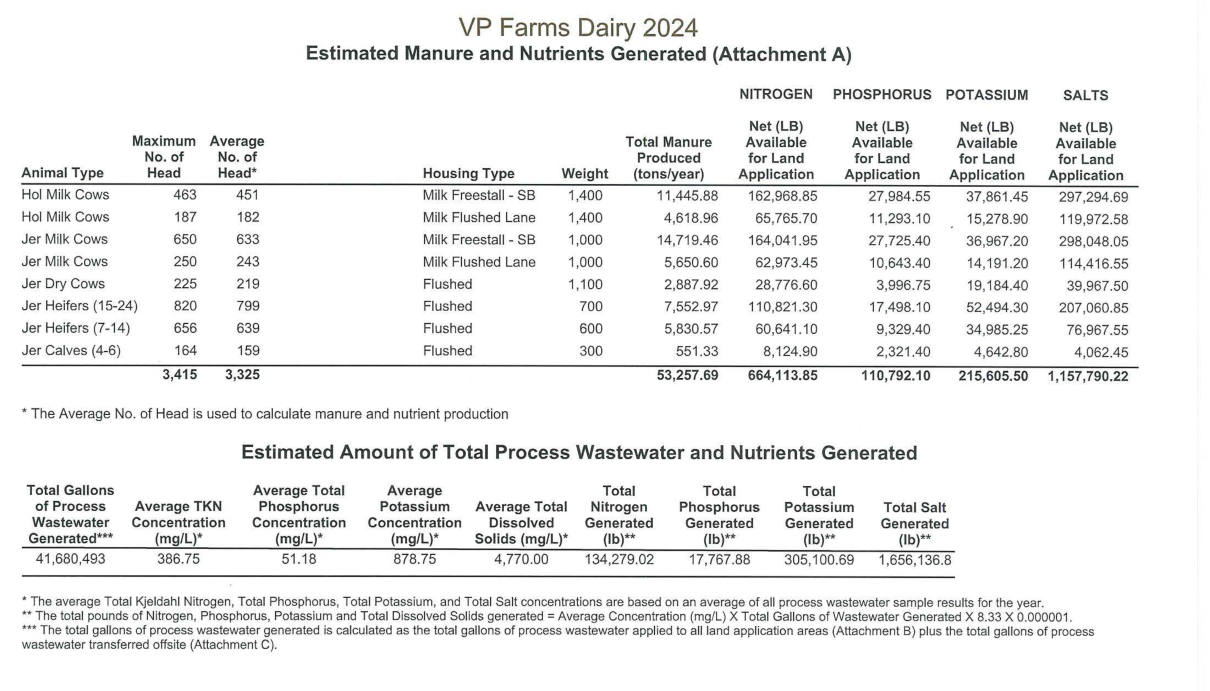 VP Farms Dairy 2024
Estimated Manure and Nutrients Generated (Attachment A)
NITROGEN PHOSPHORUS POTASSIUM SALTS
Animal Type Maximum No. of Head Average No. of Head* Housing Type Weight Total Manure Produced (tons/year) Net (LB) Available for Land Application Net (LB) Available for Land Application Net (LB) Available for Land Application Net (LB) Available for Land Application
Hol Milk Cows 463 451 Milk Freestall - SB 1,400 11,445.88 162,968.85 27,984.55 37,861.45 297,294.69
Hol Milk Cows 187 182 Milk Flushed Lane 1,400 4,618.96 65,765.70 11,293.10 15,278.90 119,972.58
Jer Milk Cows 650 633 Milk Freestall - SB 1,000 14,719.46 164,041.95 27,725.40 36,967.20 298,048.05
Jer Milk Cows 250 243 Milk Flushed Lane 1,000 5,650.60 62,973.45 10,643.40 14,191.20 114,416.55
Jer Dry Cows 225 219 Flushed 1,100 2,887.92 28,776.60 3,996.75 19,184.40 39,967.50
Jer Heifers (15-24) 820 799 Flushed 700 7,552.97 110,821.30 17,498.10 52,494.30 207,060.85
Jer Heifers (7-14) 656 639 Flushed 600 5,830.57 60,641.10 9,329.40 34,985.25 76,967.55
Jer Calves (4-6) 164 159 Flushed 300 551.33 8,124.90 2,321.40 4,642.80 4,062.45
3,415 3,325 53,257.69 664,113.85 110,792.10 215,605.50 1,157,790.22
* The Average No. of Head is used to calculate manure and nutrient production
Estimated Amount of Total Process Wastewater and Nutrients Generated
Total Gallons of Process Wastewater Generated*** Average TKN Concentration (mg/L)* Average Total Phosphorus Concentration (mg/L)* Average Potassium Concentration (mg/L)* Average Total Dissolved Solids (mg/L)* Total Nitrogen Generated (lb)** Total Phosphorus Generated (lb)** Total Potassium Generated (lb)** Total Salt Generated (lb)**
41,680,493 386.75 51.18 878.75 4,770.00 134,279.02 17,767.88 305,100.69 1,656,136.8
* The average Total Kjeldahl Nitrogen, Total Phosphorus, Total Potassium, and Total Salt concentrations are based on an average of all process wastewater sample results for the year.
** The total pounds of Nitrogen, Phosphorus, Potassium and Total Dissolved Solids generated = Average Concentration (mg/L) X Total Gallons of Wastewater Generated X 8.33 X 0.000001.
*** The total gallons of process wastewater generated is calculated as the total gallons of process wastewater applied to all land application areas (Attachment B) plus the total gallons of process
wastewater transferred offsite (Attachment C).